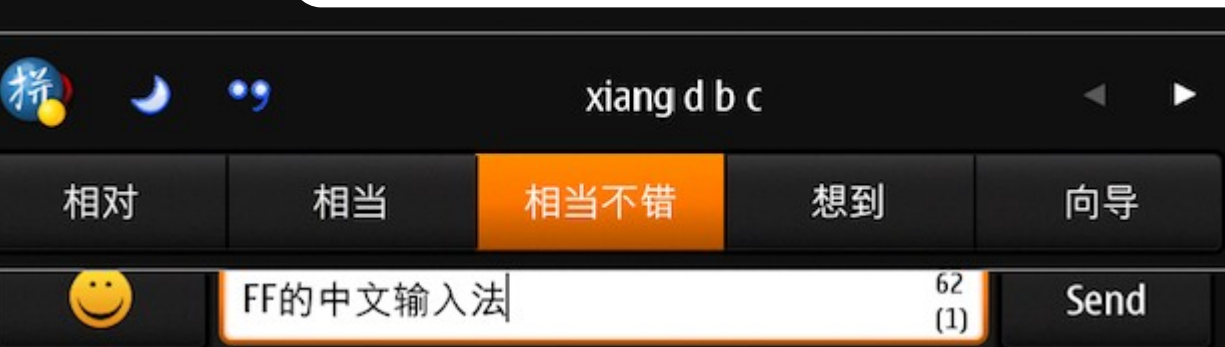 拼 xiang d b c
相对 相当 相当不错 想到 向导
FF的中文输入法 62 Send
(1)